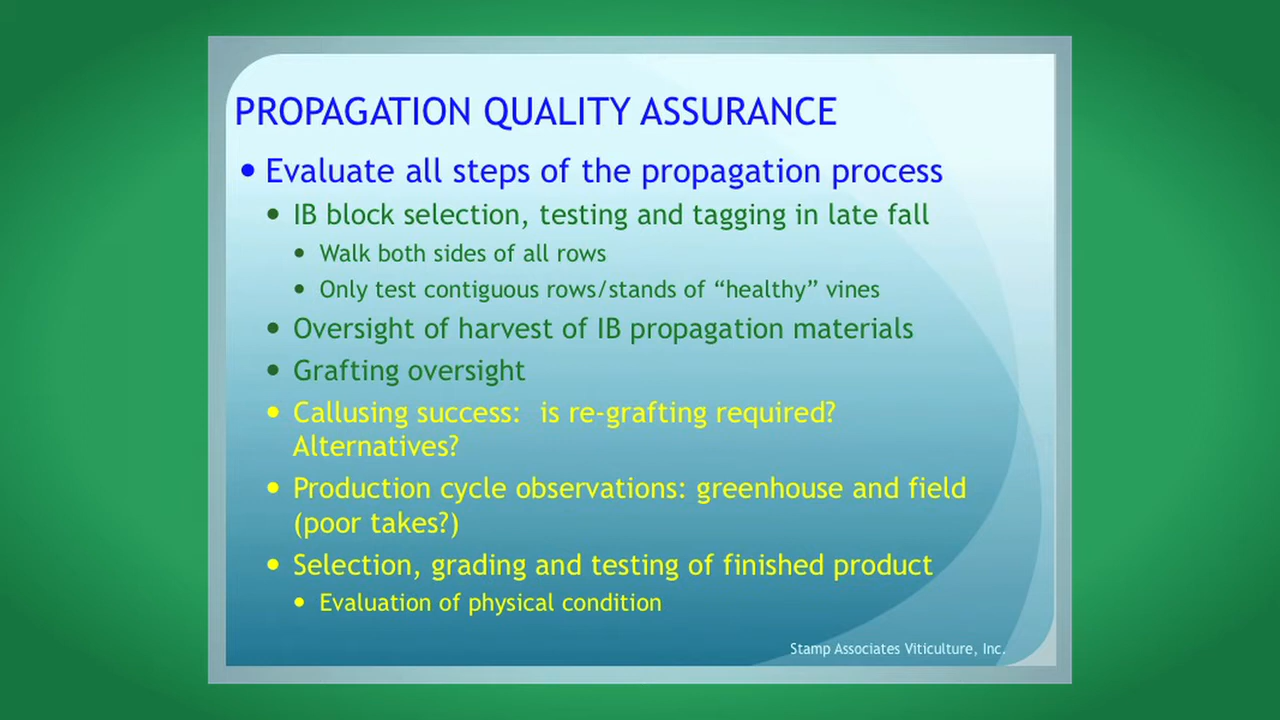 PROPAGATION QUALITY ASSURANCE
• Evaluate all steps of the propagation process
• IB block selection, testing and tagging in late fall
• Walk both sides of all rows
• Only test contiguous rows/stands of “healthy” vines
• Oversight of harvest of IB propagation materials
• Grafting oversight
• Callusing success:  is re-grafting required?
Alternatives?
• Production cycle observations: greenhouse and field
(poor takes?)
• Selection, grading and testing of finished product
• Evaluation of physical condition
Stamp Associates Viticulture, Inc.